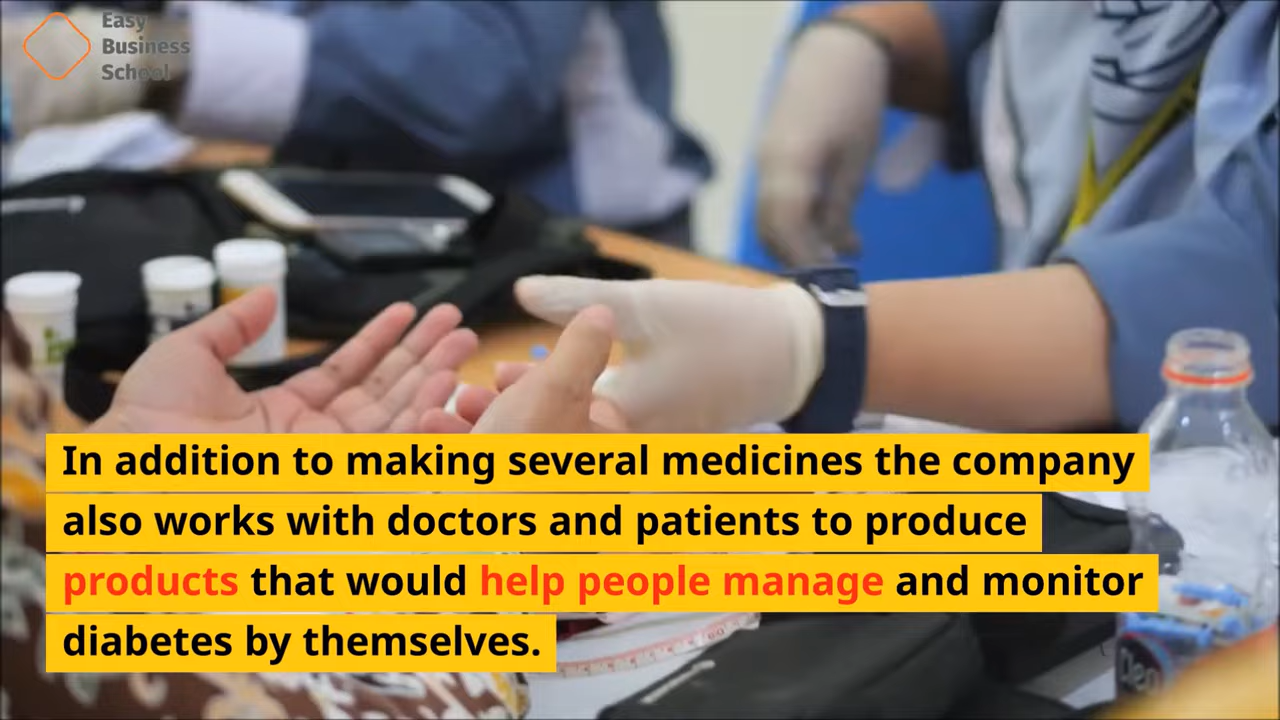 Easy
Business
School
In addition to making several medicines the company
also works with doctors and patients to produce
products that would help people manage and monitor
diabetes by themselves.